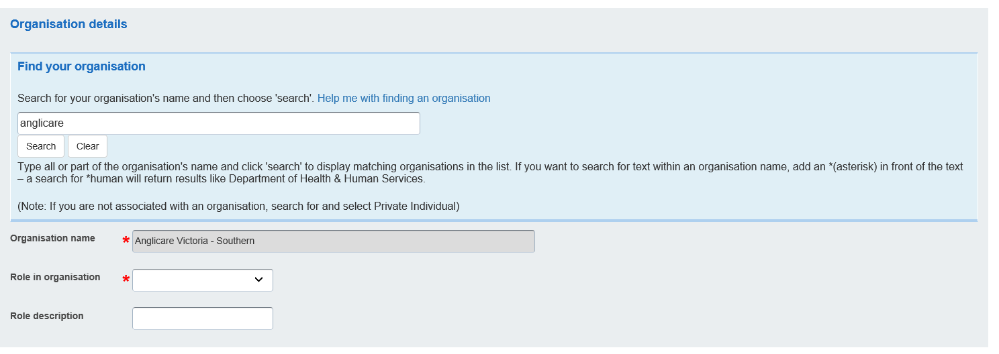 Organisation details
Find your organisation
Search for your organisation's name and then choose 'search'. Help me with finding an organisation
anglicare
Search Clear
Type all or part of the organisation's name and click 'search' to display matching organisations in the list. If you want to search for text within an organisation name, add an *(asterisk) in front of the text
– a search for *human will return results like Department of Health & Human Services.
(Note: If you are not associated with an organisation, search for and select Private Individual)
Organisation name * Anglicare Victoria - Southern
Role in organisation *
Role description